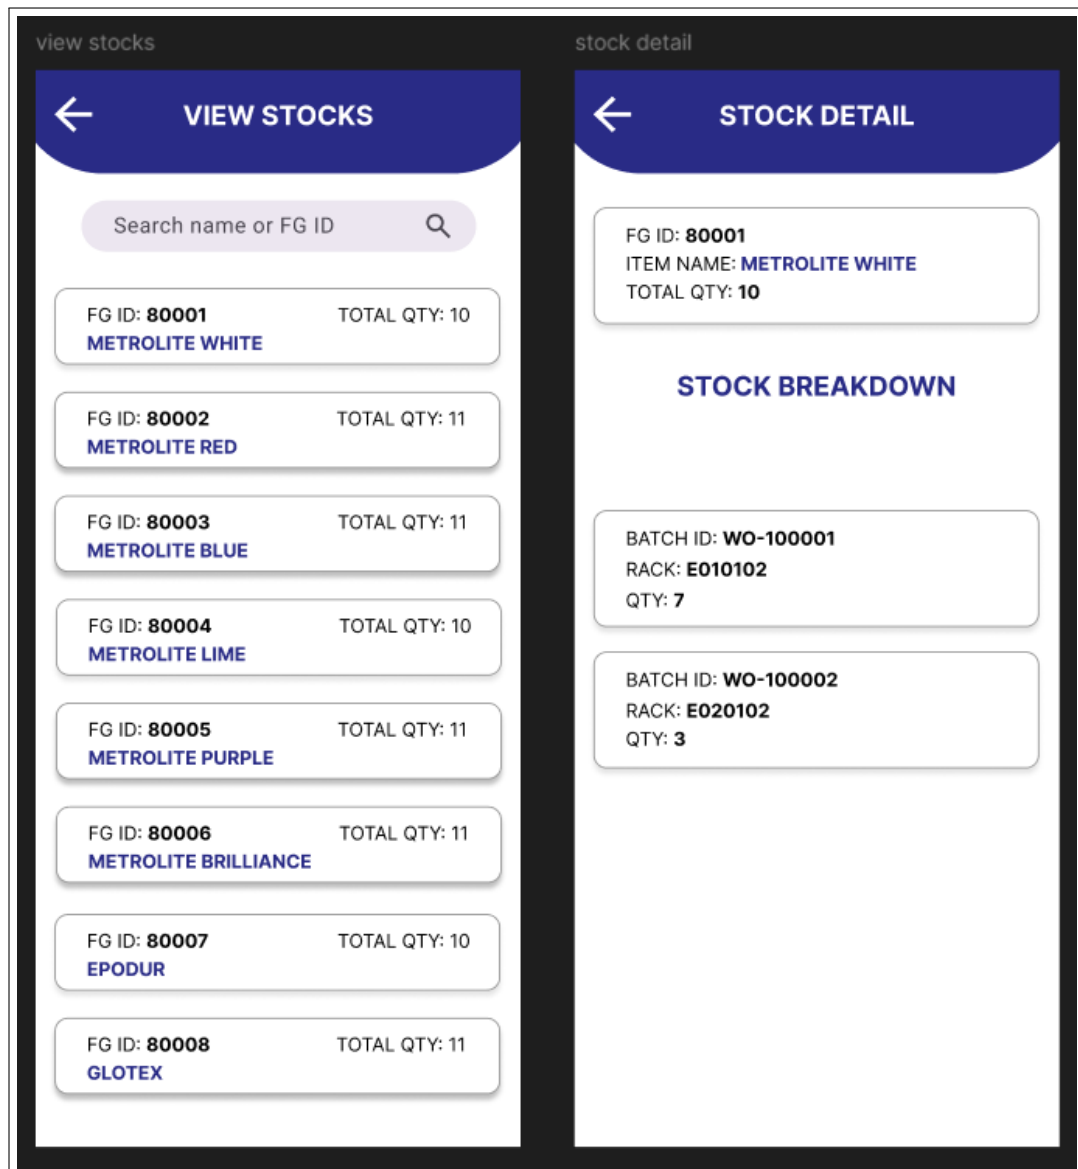 view stocks
VIEW STOCKS
Search name or FG ID
FG ID: 80001 TOTAL QTY: 10
METROLITE WHITE
FG ID: 80002 TOTAL QTY: 11
METROLITE RED
FG ID: 80003 TOTAL QTY: 11
METROLITE BLUE
FG ID: 80004 TOTAL QTY: 10
METROLITE LIME
FG ID: 80005 TOTAL QTY: 11
METROLITE PURPLE
FG ID: 80006 TOTAL QTY: 11
METROLITE BRILLIANCE
FG ID: 80007 TOTAL QTY: 10
EPODUR
FG ID: 80008 TOTAL QTY: 11
GLOTEX
stock detail
STOCK DETAIL
FG ID: 80001
ITEM NAME: METROLITE WHITE
TOTAL QTY: 10
STOCK BREAKDOWN
BATCH ID: WO-100001
RACK: E010102
QTY: 7
BATCH ID: WO-100002
RACK: E020102
QTY: 3